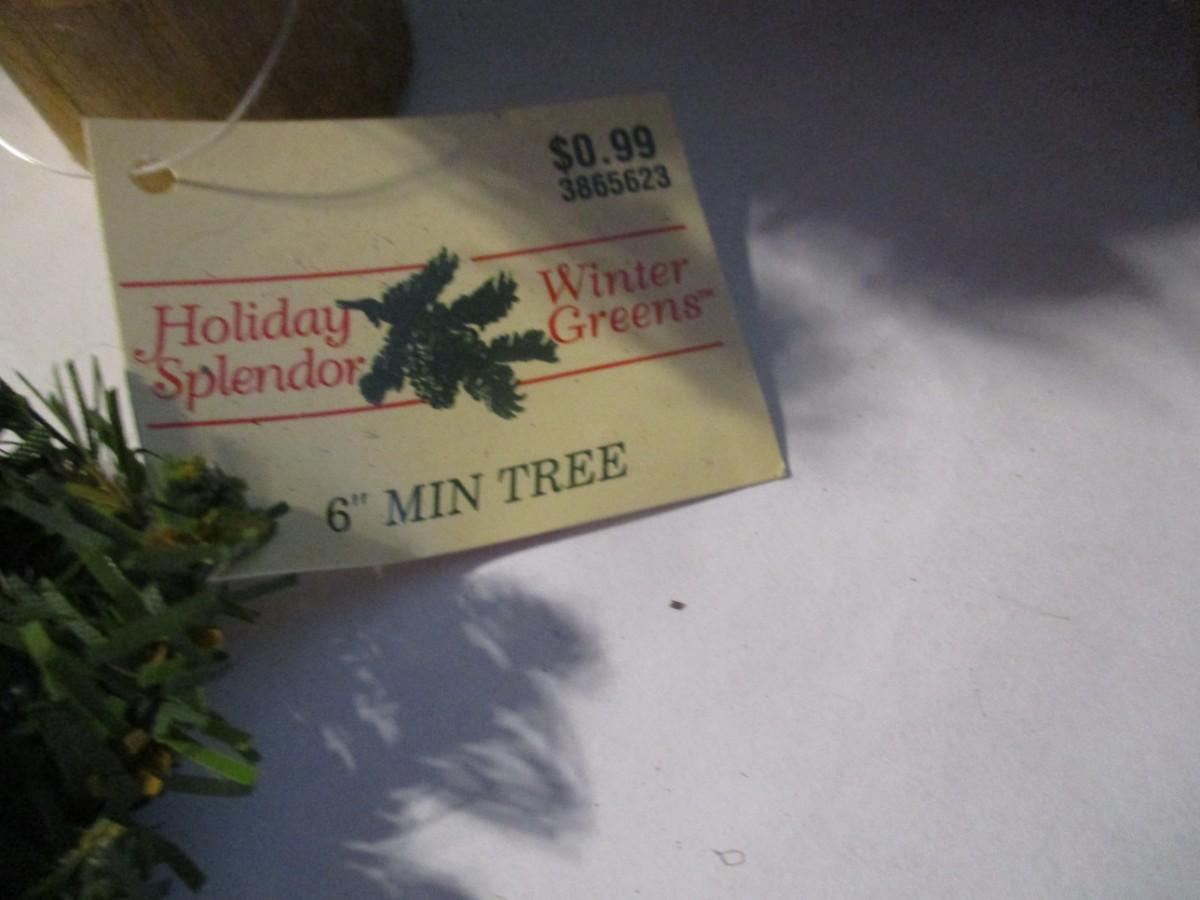 $0.99
3865623
Holiday
Splendor
Winter
Greens™
6" MIN TREE